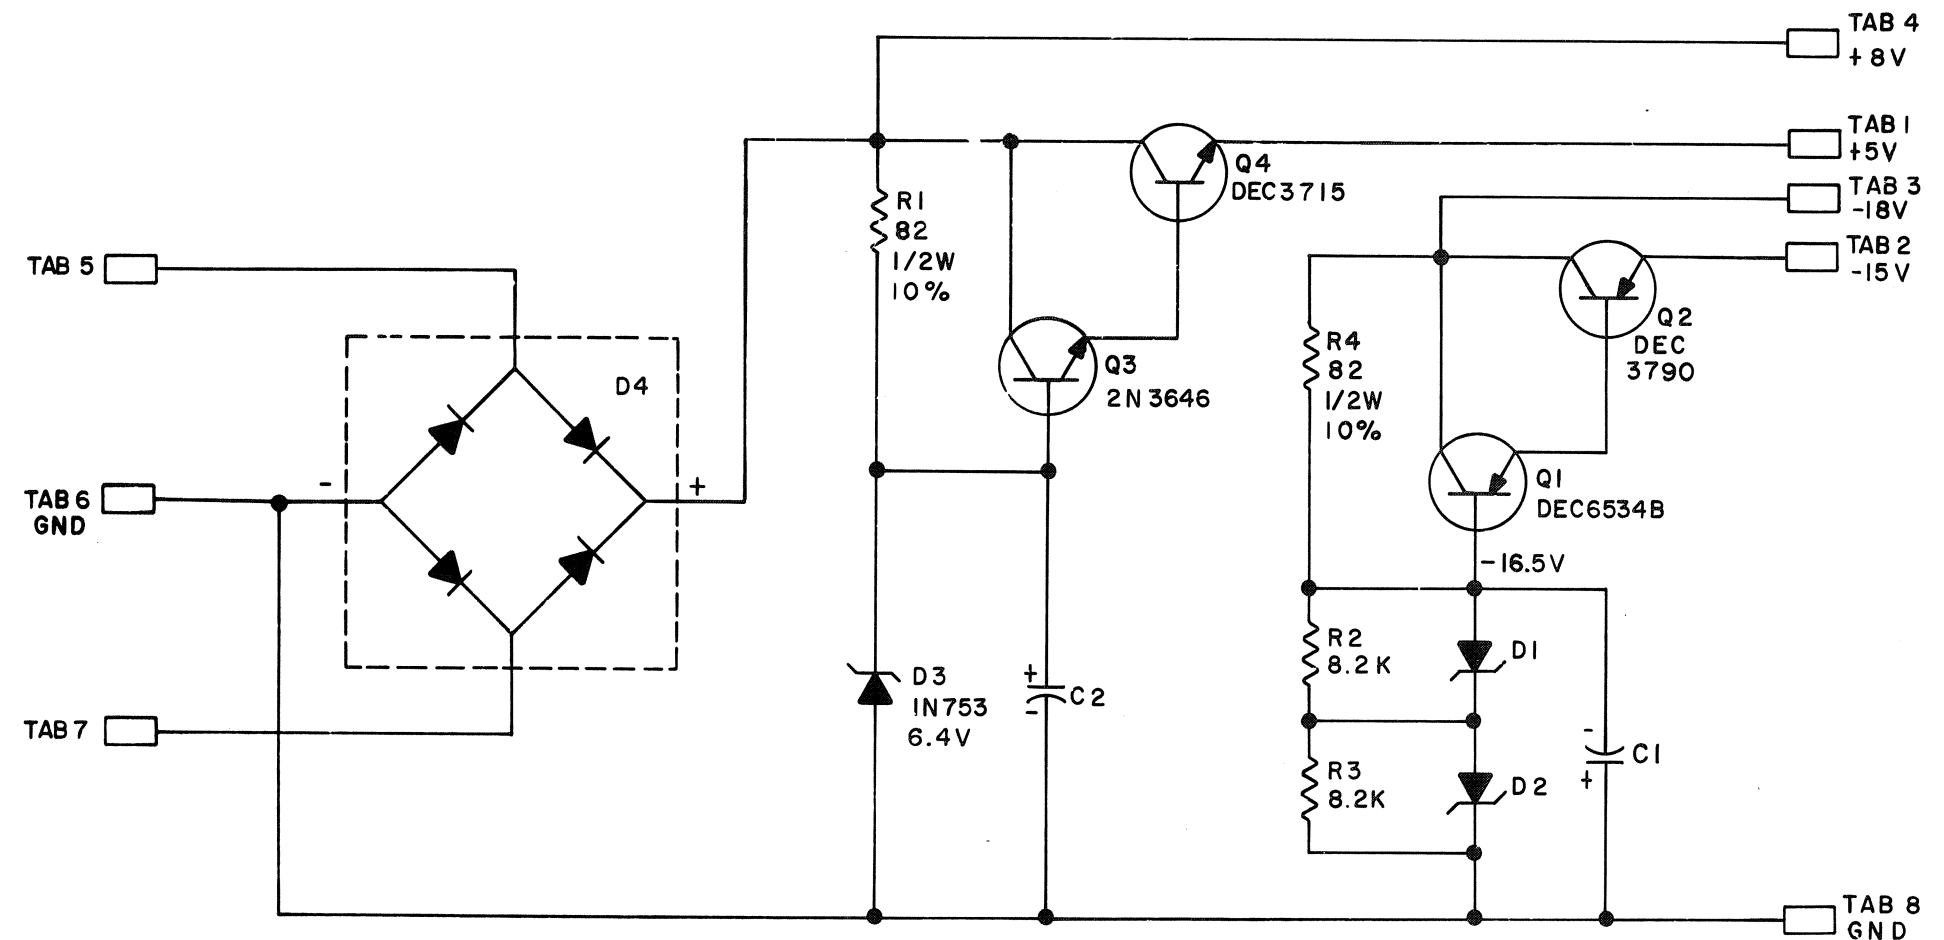 TAB 4
+8V
TAB 1
+5V
TAB 3
-18V
TAB 2
-15V
Q4
DEC3715
R1
82
1/2W
10%
TAB 5
D4
Q3
2N3646
Q2
DEC
3790
R4
82
1/2W
10%
Q1
DEC6534B
-16.5V
-
+
TAB 6
GND
R2
8.2K
D1
D3
1N753
6.4V
+
-
C2
TAB 7
R3
8.2K
D2
-
+
C1
TAB 8
GND